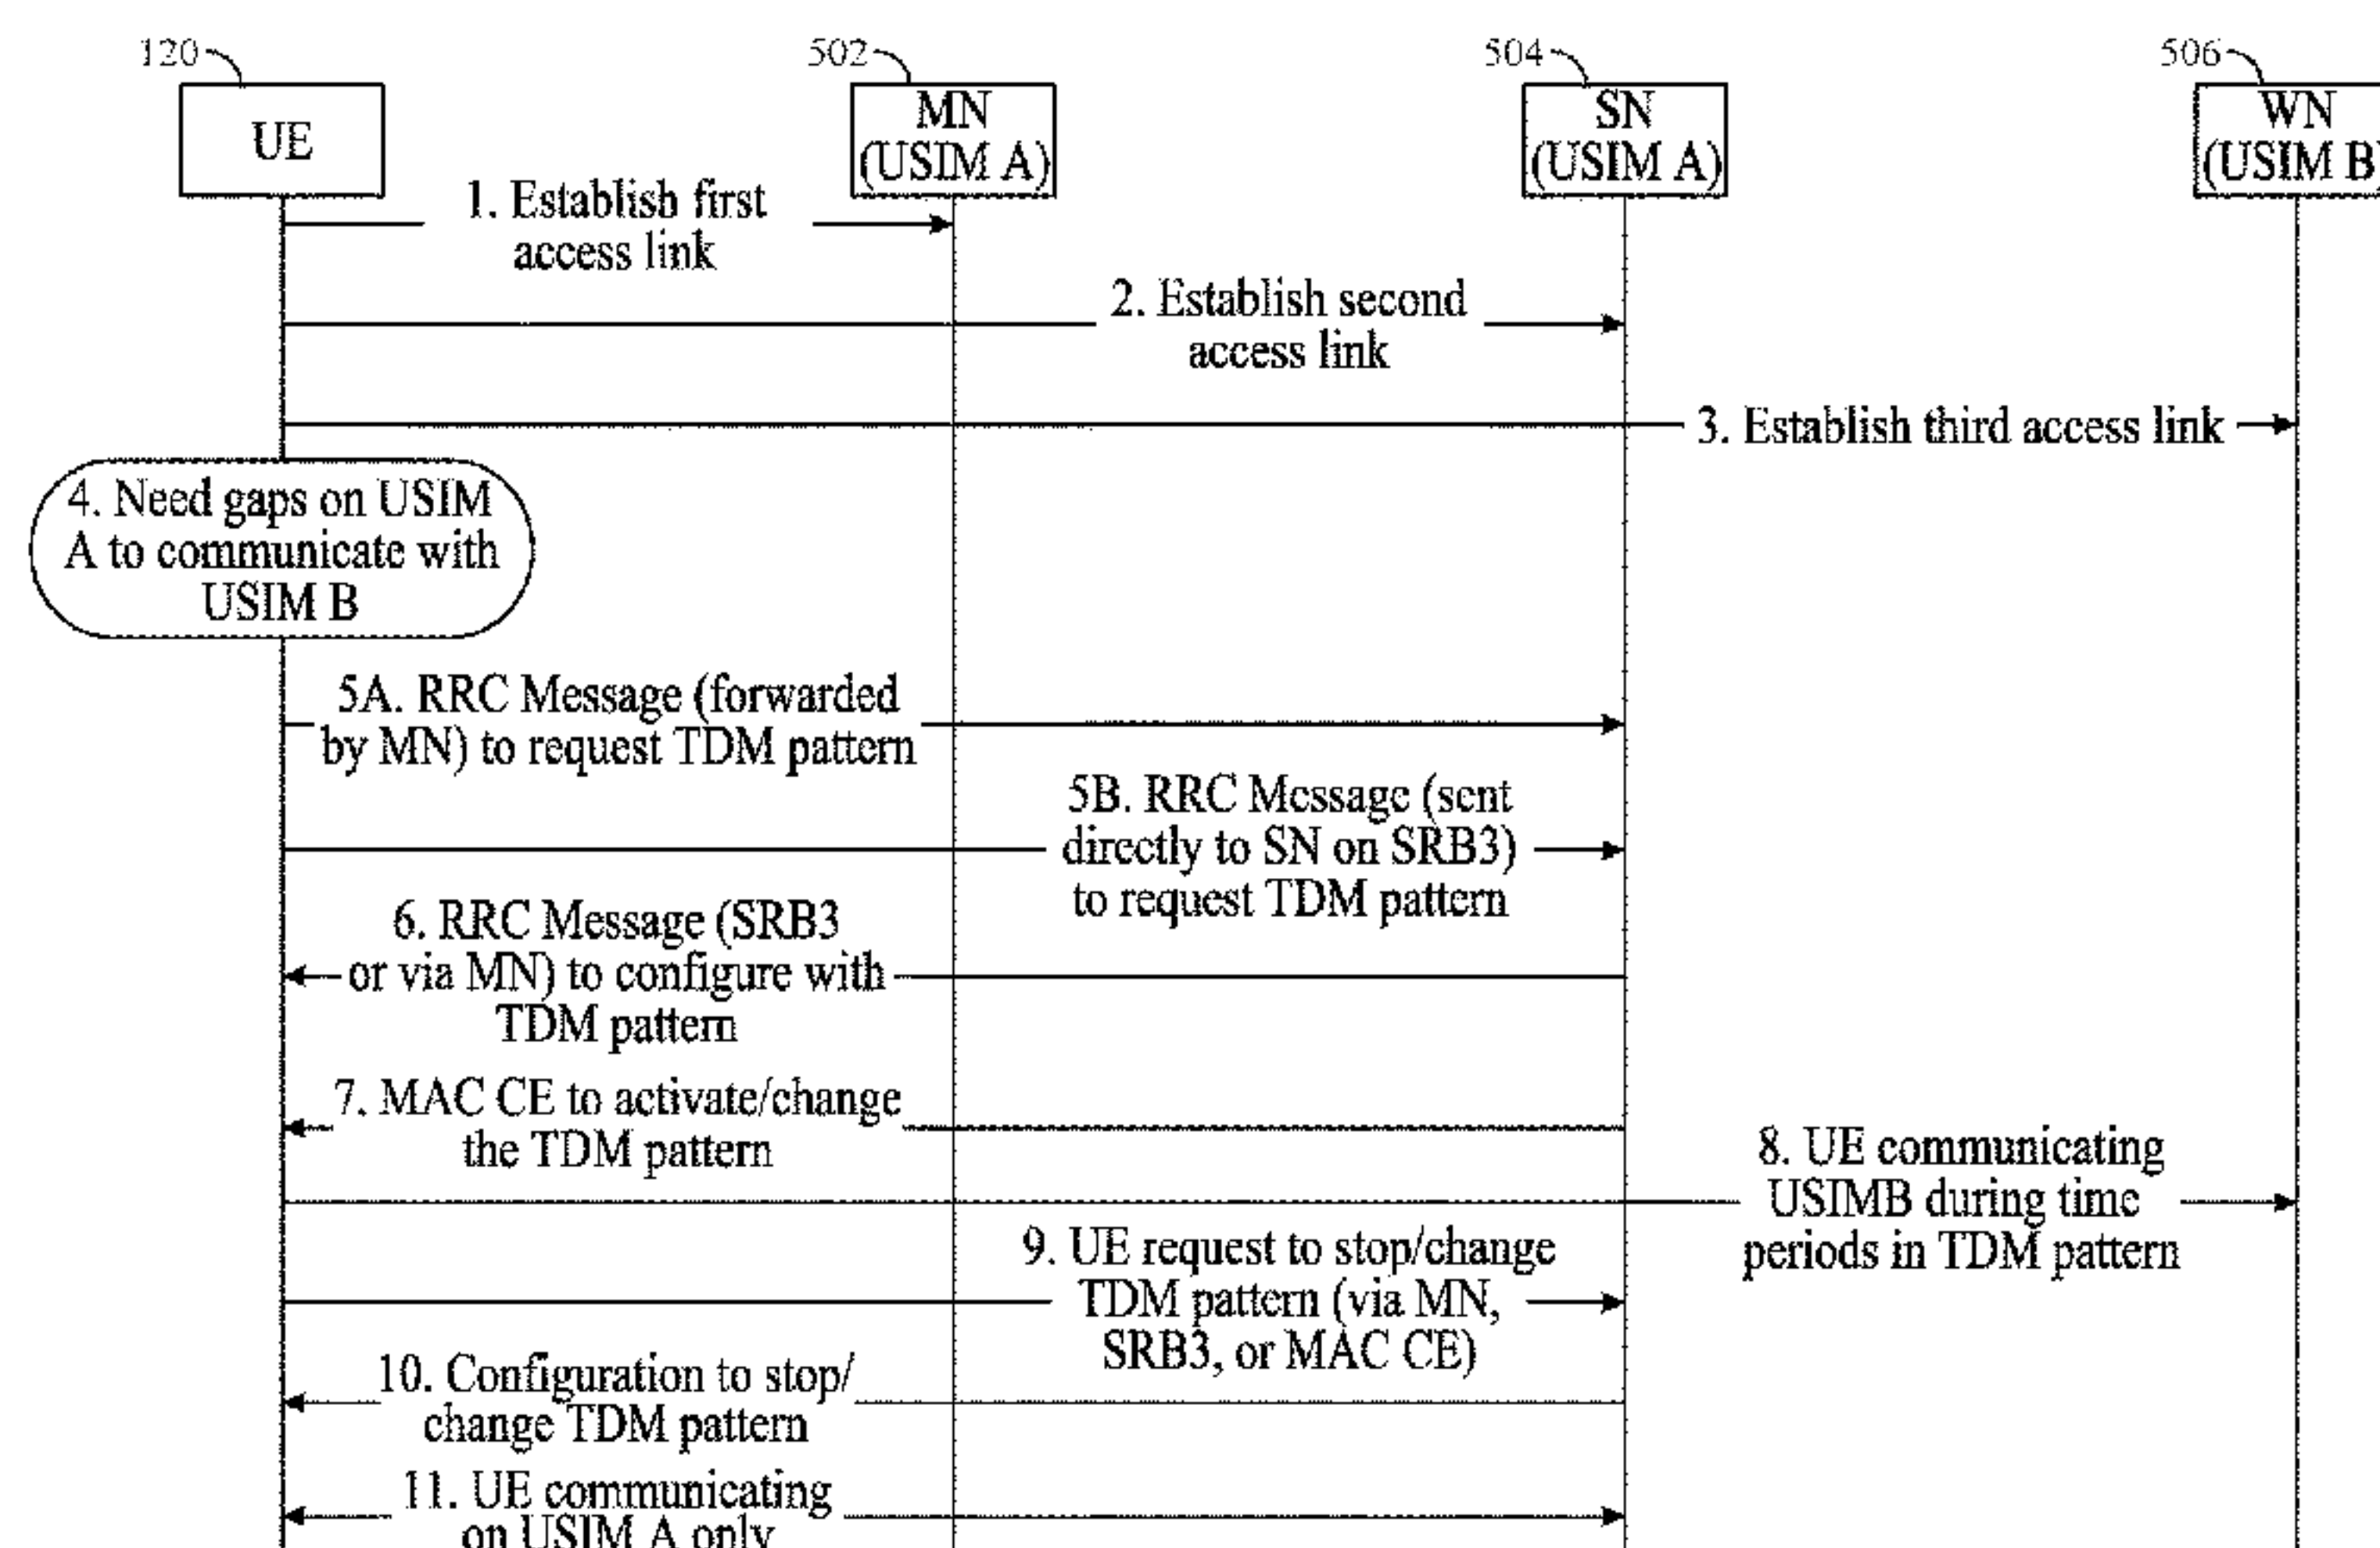 120
502
504
506
UE
MN
(USIM A)
SN
(USIM A)
WN
(USIM B)
1. Establish first
access link
2. Establish second
access link
3. Establish third access link
4. Need gaps on USIM
A to communicate with
USIM B
5A. RRC Message (forwarded
by MN) to request TDM pattern
5B. RRC Message (sent
directly to SN on SRB3)
to request TDM pattern
6. RRC Message (SRB3
or via MN) to configure with
TDM pattern
7. MAC CE to activate/change
the TDM pattern
8. UE communicating
USIMB during time
periods in TDM pattern
9. UE request to stop/change
TDM pattern (via MN,
SRB3, or MAC CE)
10. Configuration to stop/
change TDM pattern
11. UE communicating
on USIM A only